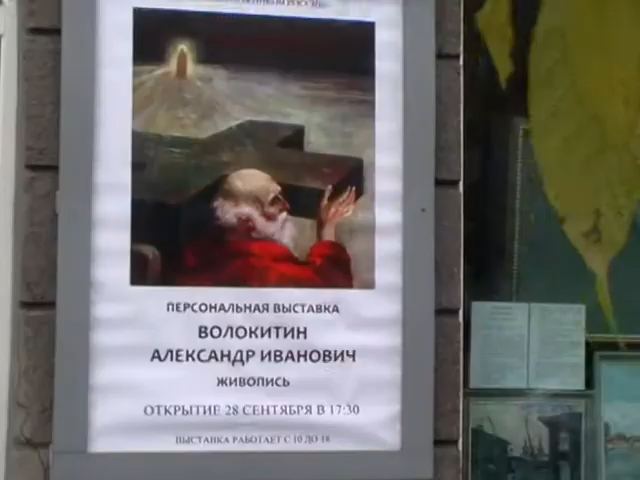 ПЕРСОНАЛЬНАЯ ВЫСТАВКА
ВОЛОКИТИН
АЛЕКСАНДР ИВАНОВИЧ
ЖИВОПИСЬ
ОТКРЫТИЕ 28 СЕНТЯБРЯ В 17:30
ВЫСТАВКА РАБОТАЕТ С 10 ДО 18